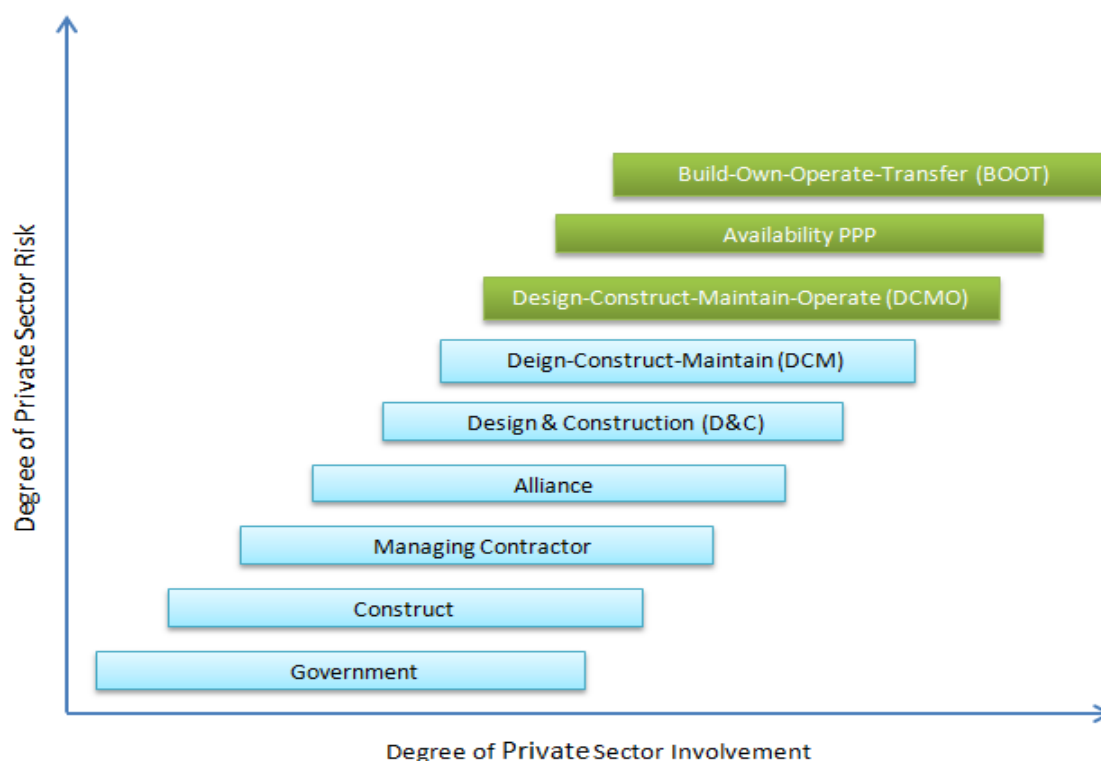 Degree of Private Sector Risk
Build-Own-Operate-Transfer (BOOT)
Availability PPP
Design-Construct-Maintain-Operate (DCMO)
Deign-Construct-Maintain (DCM)
Design & Construction (D&C)
Alliance
Managing Contractor
Construct
Government
Degree of Private Sector Involvement